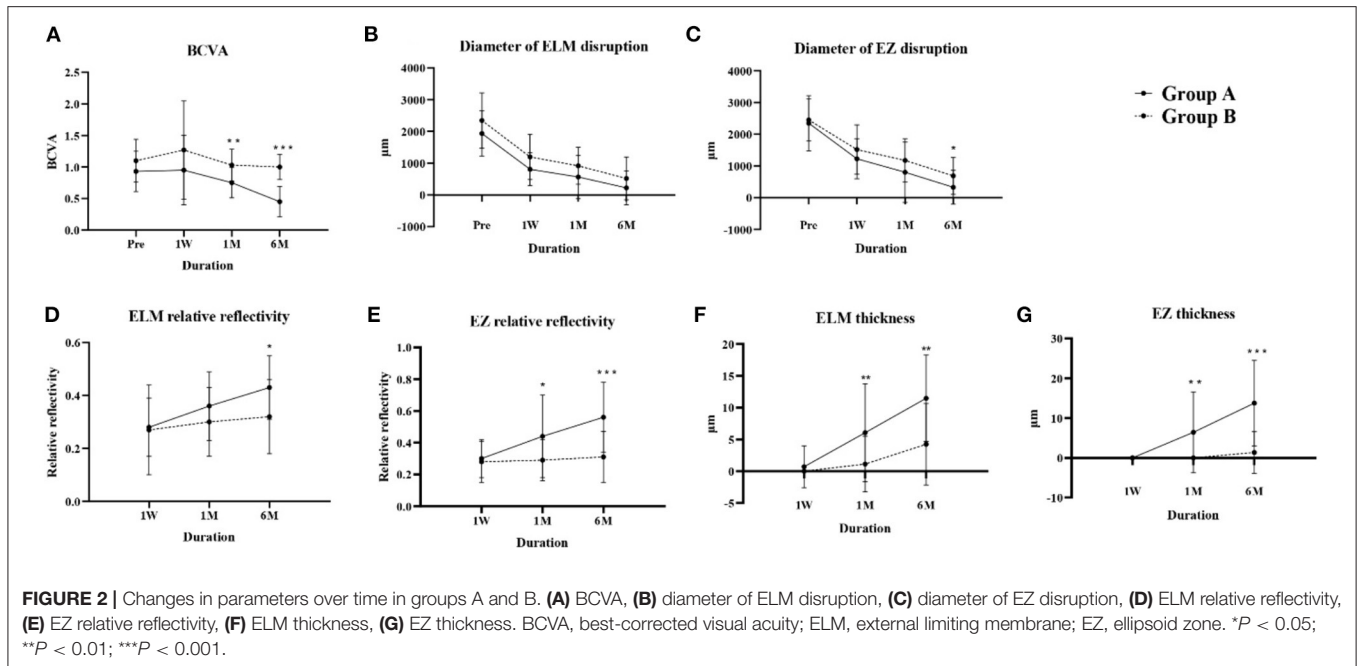 A
BCVA
2.5
2.0
1.5
1.0
0.5
0.0
BCVA
**
***
Pre 1W 1M 6M
Duration
B
Diameter of ELM disruption
4000
3000
2000
1000
0
-1000
µm
Pre 1W 1M 6M
Duration
C
Diameter of EZ disruption
4000
3000
2000
1000
0
-1000
µm
*
Pre 1W 1M 6M
Duration
Group A
Group B
D
ELM relative reflectivity
0.6
0.4
0.2
0.0
Relative reflectivity
*
1W 1M 6M
Duration
E
EZ relative reflectivity
1.0
0.8
0.6
0.4
0.2
0.0
Relative reflectivity
*
***
1W 1M 6M
Duration
F
ELM thickness
20
15
10
5
0
-5
µm
**
**
1W 1M 6M
Duration
G
EZ thickness
30
20
10
0
-10
µm
**
***
1W 1M 6M
Duration
FIGURE 2 | Changes in parameters over time in groups A and B. (A) BCVA, (B) diameter of ELM disruption, (C) diameter of EZ disruption, (D) ELM relative reflectivity,
(E) EZ relative reflectivity, (F) ELM thickness, (G) EZ thickness. BCVA, best-corrected visual acuity; ELM, external limiting membrane; EZ, ellipsoid zone. *P < 0.05;
**P < 0.01; ***P < 0.001.